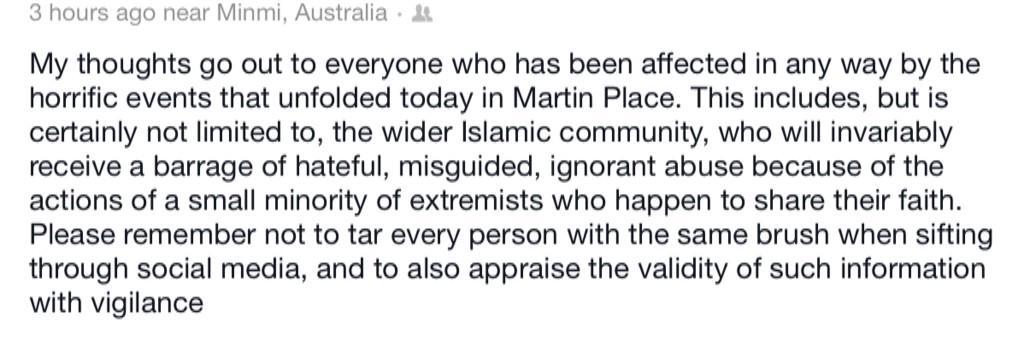 3 hours ago near Minmi, Australia ·
My thoughts go out to everyone who has been affected in any way by the
horrific events that unfolded today in Martin Place. This includes, but is
certainly not limited to, the wider Islamic community, who will invariably
receive a barrage of hateful, misguided, ignorant abuse because of the
actions of a small minority of extremists who happen to share their faith.
Please remember not to tar every person with the same brush when sifting
through social media, and to also appraise the validity of such information
with vigilance